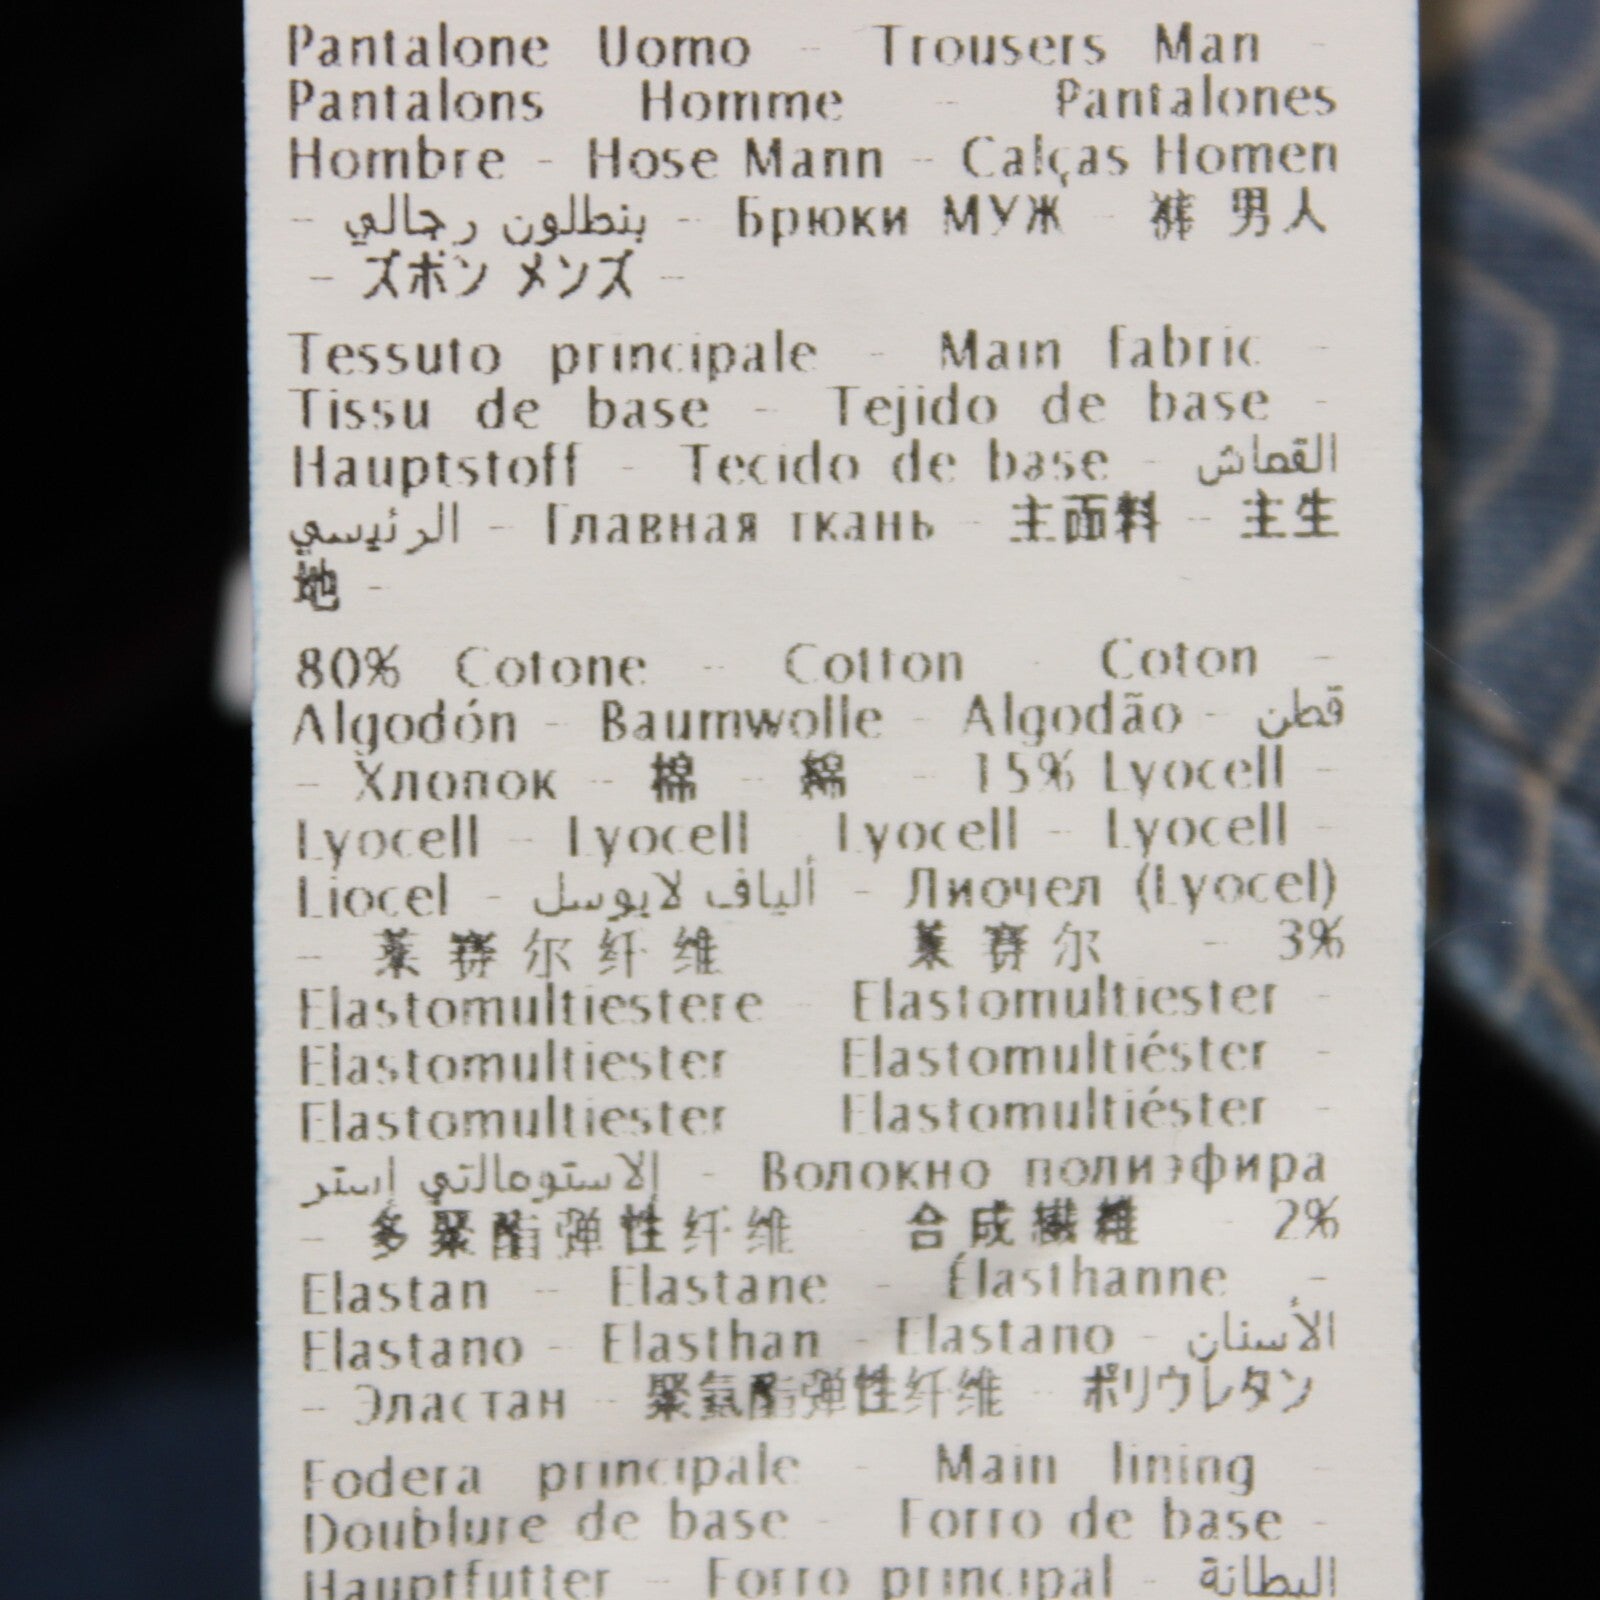 Pantalone Uomo - Trousers Man -
Pantalons Homme - Pantalones
Hombre - Hose Mann - Calças Homen
- بنطلون رجالي - Брюки МУЖ - 裤 男人
- ズボン メンズ -
Tessuto principale - Main fabric -
Tissu de base - Tejido de base -
Hauptstoff - Tecido de base - القماش
الرئيسي - Главная ткань - 主面料 - 主生
地 -
80% Cotone - Cotton - Coton -
Algodón - Baumwolle - Algodão - قطن
- Хлопок - 棉 - 綿 - 15% Lyocell -
Lyocell - Lyocell - Lyocell - Lyocell -
Liocel - ألياف لايوسل - Лиочел (Lyocel)
- 莱赛尔纤维 - 莱赛尔 - 3%
Elastomultiestere - Elastomultiester -
Elastomultiester - Elastomultiéster -
Elastomultiester - Elastomultiéster -
إلاستومالتي إستر - Волокно полиэфира
- 多聚酯弹性纤维 - 合成繊維 - 2%
Elastan - Elastane - Élasthanne -
Elastano - Elasthan - Elastano - الأسنان
- Эластан - 聚氨酯弹性纤维 - ポリウレタン
Fodera principale - Main lining -
Doublure de base - Forro de base -
Hauptfutter - Forro principal - البطانة